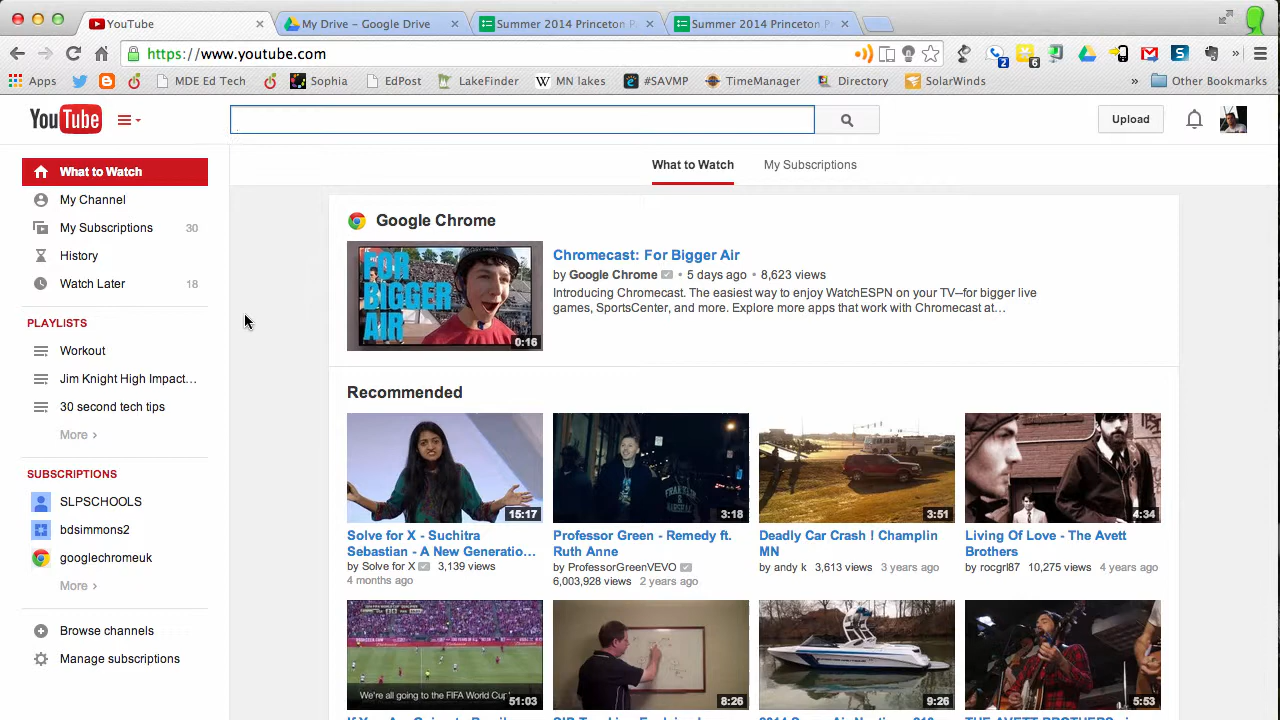 YouTube
My Drive – Google Drive
Summer 2014 Princeton P
Summer 2014 Princeton P
https://www.youtube.com
2
6
Apps
MDE Ed Tech
Sophia
EdPost
LakeFinder
W MN lakes
#SAVMP
TimeManager
Directory
SolarWinds
»
Other Bookmarks
YouTube
Upload
What to Watch
My Channel
My Subscriptions 30
History
Watch Later 18
PLAYLISTS
Workout
Jim Knight High Impact...
30 second tech tips
More ›
SUBSCRIPTIONS
SLPSCHOOLS
bdsimmons2
googlechromeuk
More ›
Browse channels
Manage subscriptions
What to Watch
My Subscriptions
Google Chrome
FOR
BIGGER
AIR
0:16
Chromecast: For Bigger Air
by Google Chrome • 5 days ago • 8,623 views
Introducing Chromecast. The easiest way to enjoy WatchESPN on your TV–for bigger live
games, SportsCenter, and more. Explore more apps that work with Chromecast at…
Recommended
15:17
Solve for X - Suchitra
Sebastian - A New Generatio...
by Solve for X 3,139 views
4 months ago
FRANKLIN &
MARSHALL
3:18
Professor Green - Remedy ft.
Ruth Anne
by ProfessorGreenVEVO
6,003,928 views 2 years ago
3:51
Deadly Car Crash ! Champlin
MN
by andy k 3,613 views 3 years ago
4:34
Living Of Love - The Avett
Brothers
by rocgrl87 10,275 views 4 years ago
We're all going to the FIFA World Cup!
51:03
8:26
9:26
5:53